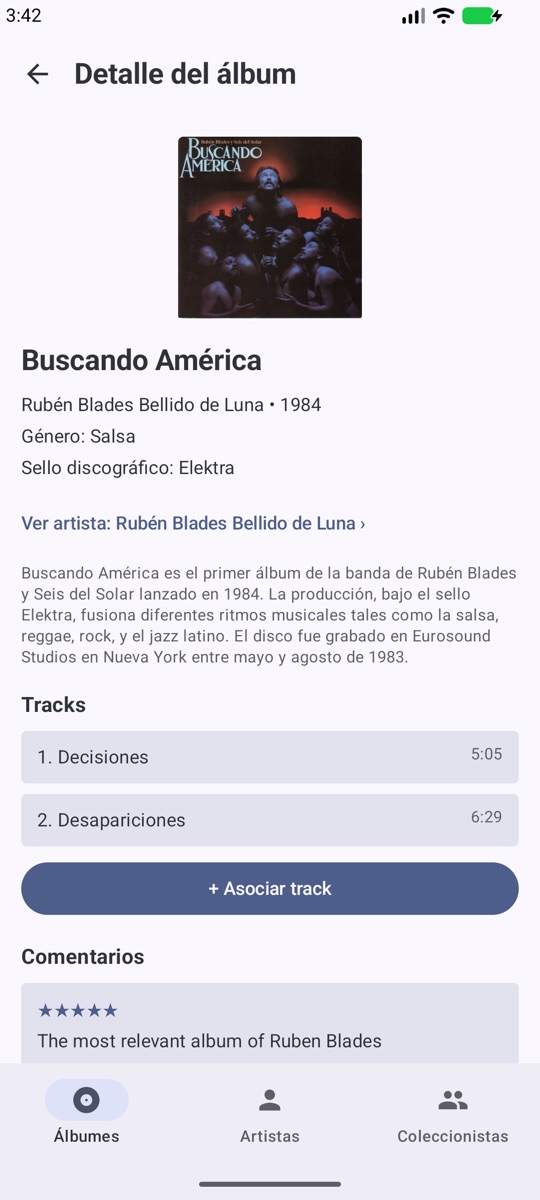 3:42
Detalle del álbum
Rubén Blades y Seis del Solar
BUSCANDO
AMÉRICA
Buscando América
Rubén Blades Bellido de Luna • 1984
Género: Salsa
Sello discográfico: Elektra
Ver artista: Rubén Blades Bellido de Luna ›
Buscando América es el primer álbum de la banda de Rubén Blades
y Seis del Solar lanzado en 1984. La producción, bajo el sello
Elektra, fusiona diferentes ritmos musicales tales como la salsa,
reggae, rock, y el jazz latino. El disco fue grabado en Eurosound
Studios en Nueva York entre mayo y agosto de 1983.
Tracks
1. Decisiones 5:05
2. Desapariciones 6:29
+ Asociar track
Comentarios
★★★★★
The most relevant album of Ruben Blades
Álbumes Artistas Coleccionistas